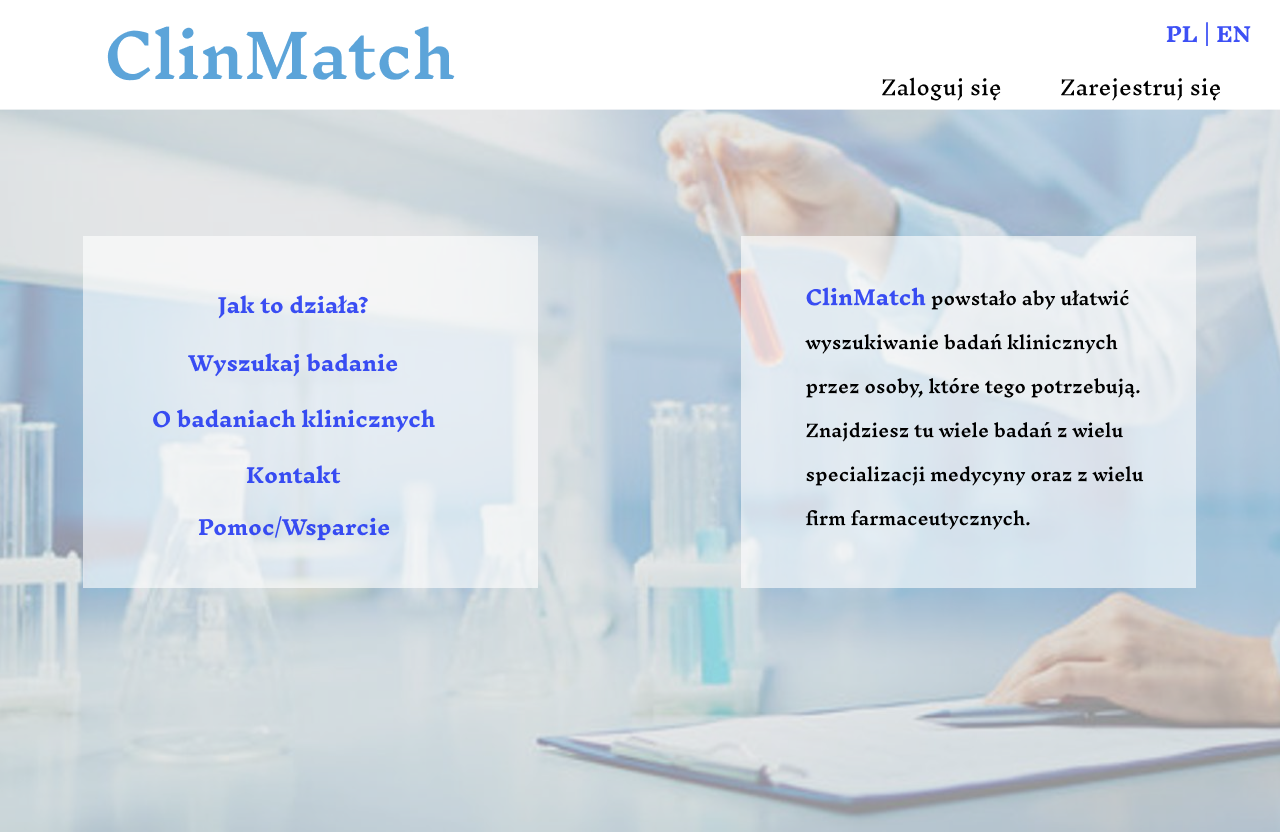 ClinMatch
PL | EN
Zaloguj się
Zarejestruj się
Jak to działa?
Wyszukaj badanie
O badaniach klinicznych
Kontakt
Pomoc/Wsparcie
ClinMatch powstało aby ułatwić
wyszukiwanie badań klinicznych
przez osoby, które tego potrzebują.
Znajdziesz tu wiele badań z wielu
specializacji medycyny oraz z wielu
firm farmaceutycznych.